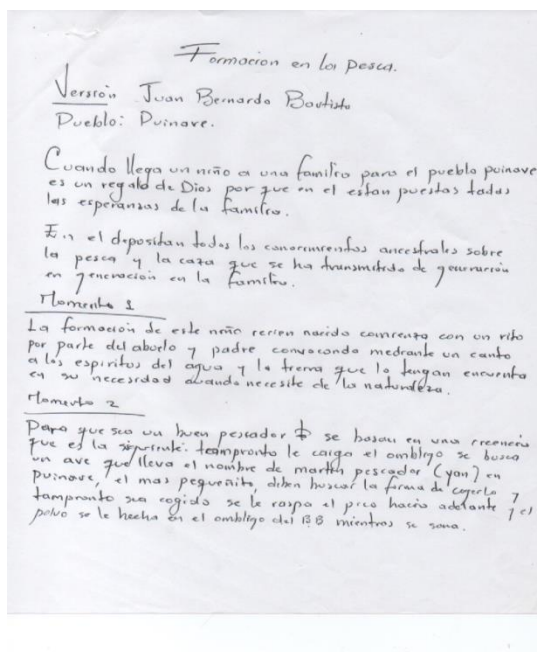 Formacion en la pesca.
Versión Juan Bernardo Bautista
Pueblo: Puinave.
Cuando llega un niño a una familia para el pueblo puinave
es un regalo de Dios por que en el estan puestas todas
las esperanzas de la familia.
En el depositan todos los conocimientos ancestrales sobre
la pesca y la caza que se ha transmitido de generación
en generación en la familia.
Momento 1
La formación de este niño recien nacido comienza con un rito
por parte del abuelo y padre convocando mediante un canto
a los espiritus del agua y la tierra que lo tengan encuenta
en su necesidad cuando necesite de la naturaleza.
Momento 2
Para que sea un buen pescador se basan en una creencia
que es la siguiente: tanpronto le caiga el ombligo se busca
un ave que lleva el nombre de martin pescador (yan) en
puinave, el mas pequeñito, diben buscar la forma de cogerlo y
tanpronto sea cogido se le raspa el pico hacia adelante y el
polvo se le hecha en el ombligo del BB mientras se sana.